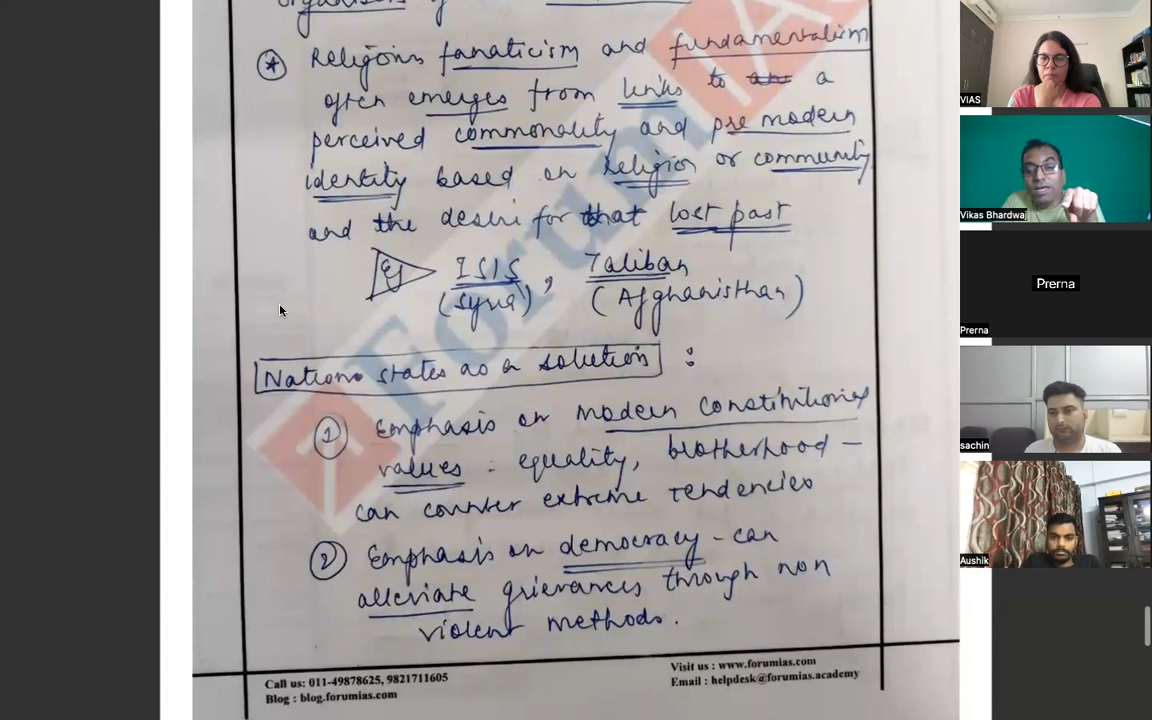 Religious fanaticism and fundamentalism
often emerges from links to a
perceived commonality and pre modern
identity based on religion or community
and the desire for that lost past
Eg ISIS, Taliban
(Syria) (Afghanisthan)
Nation states as a solution :
1 Emphasis on modern constitutional
values : equality, brotherhood -
can counter extreme tendencies
2 Emphasis on democracy - can
alleviate grievances through non
violent methods.
ForumIAS
Call us: 011-49878625, 9821711605
Blog : blog.forumias.com
Visit us : www.forumias.com
Email : helpdesk@forumias.academy
VIAS
Vikas Bhardwaj
Prerna
Prerna
sachin
Aushik